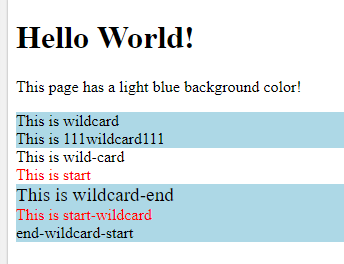 Hello World!
This page has a light blue background color!
This is wildcard
This is 111wildcard111
This is wild-card
This is start
This is wildcard-end
This is start-wildcard
end-wildcard-start